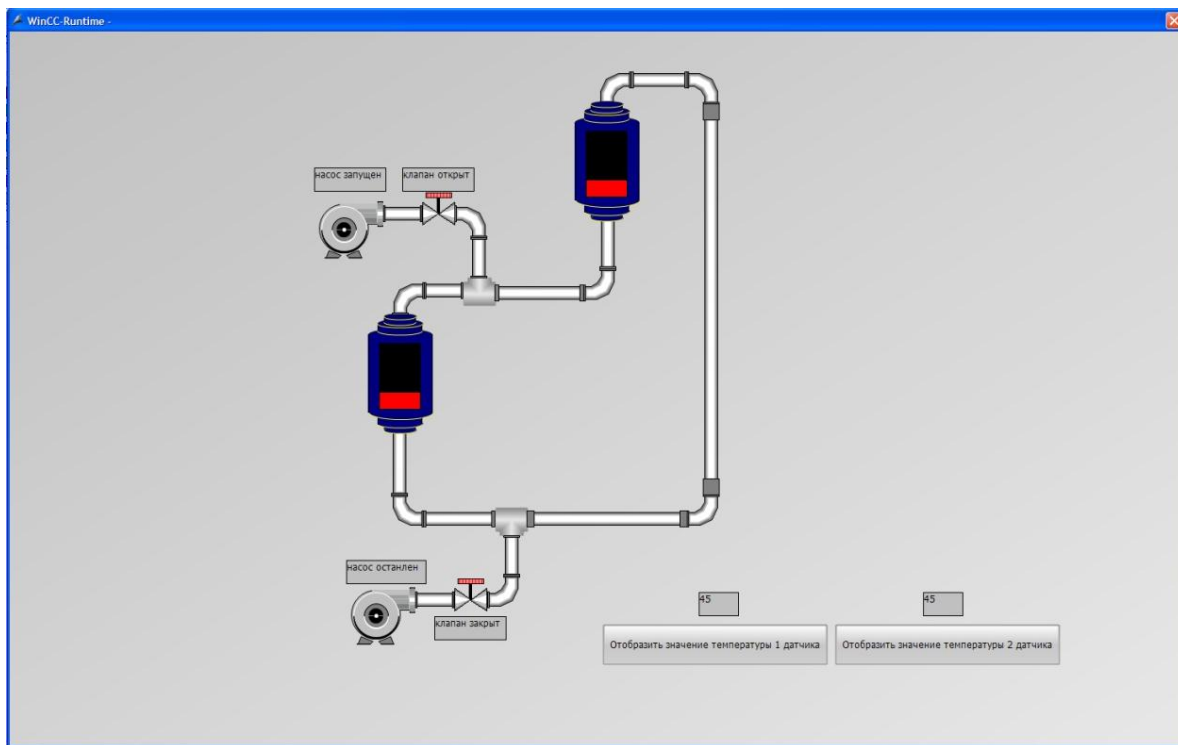 WinCC-Runtime -
насос запущен
клапан открыт
насос останлен
клапан закрыт
45
45
Отобразить значение температуры 1 датчика
Отобразить значение температуры 2 датчика